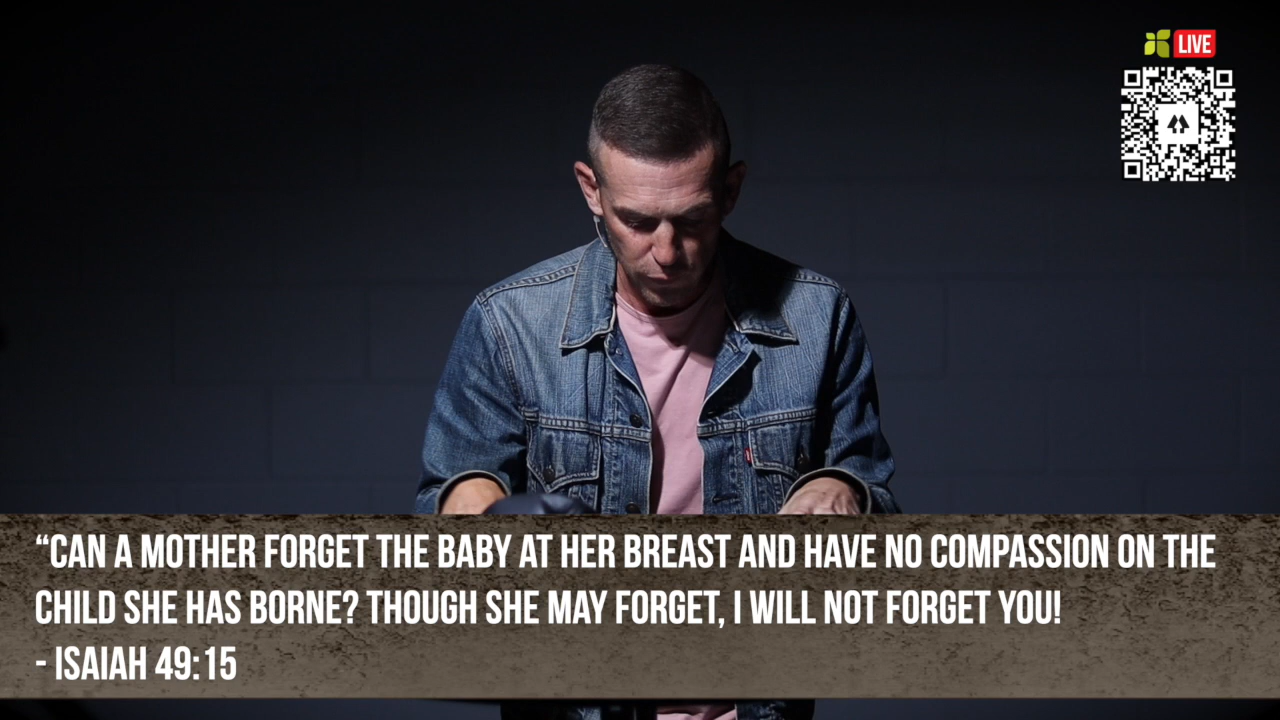 LIVE
“CAN A MOTHER FORGET THE BABY AT HER BREAST AND HAVE NO COMPASSION ON THE
CHILD SHE HAS BORNE? THOUGH SHE MAY FORGET, I WILL NOT FORGET YOU!
- ISAIAH 49:15